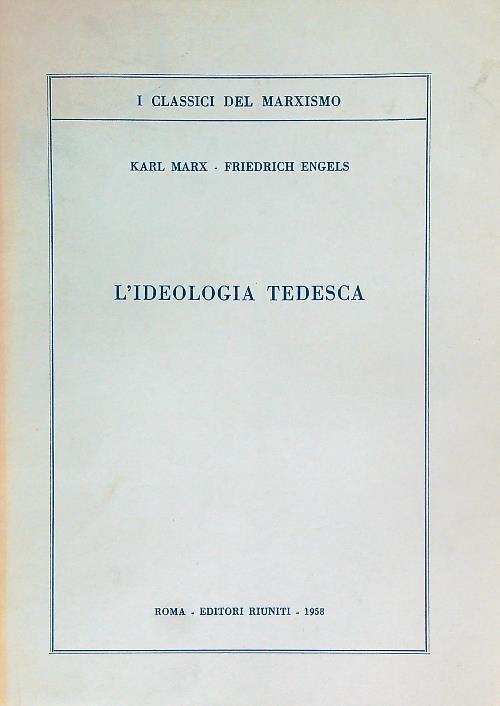 I CLASSICI DEL MARXISMO
KARL MARX - FRIEDRICH ENGELS
L'IDEOLOGIA TEDESCA
ROMA - EDITORI RIUNITI - 1958